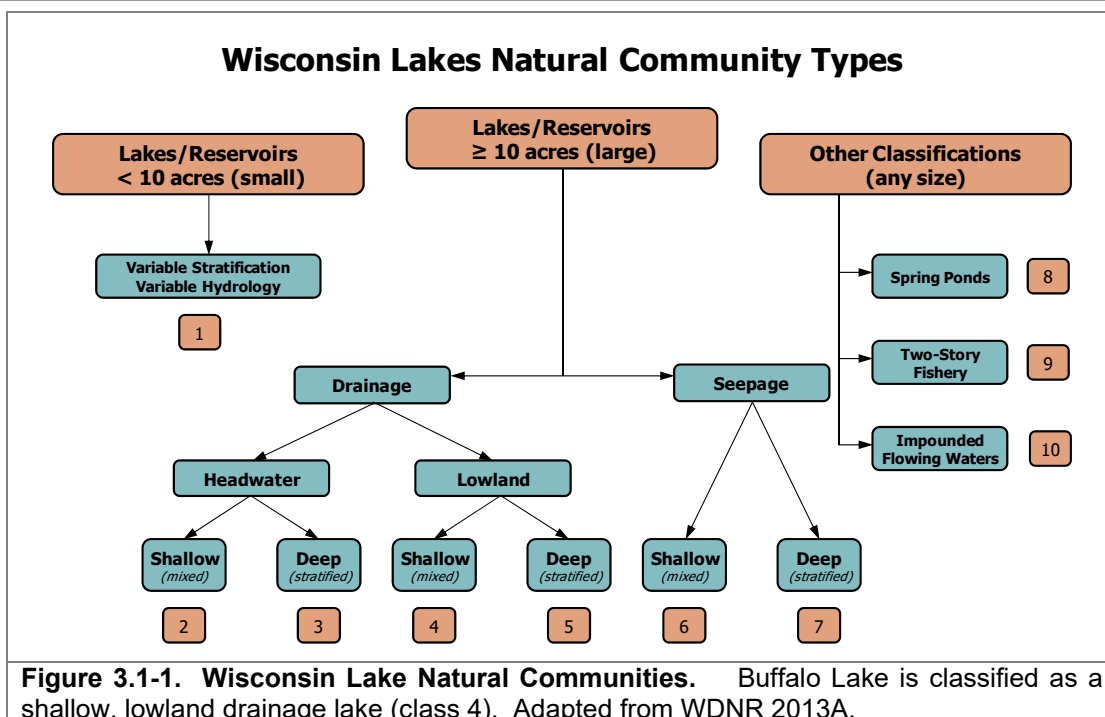 Wisconsin Lakes Natural Community Types
Lakes/Reservoirs
< 10 acres (small)
Lakes/Reservoirs
≥ 10 acres (large)
Other Classifications
(any size)
Variable Stratification
Variable Hydrology
1
Spring Ponds
8
Two-Story
Fishery
9
Impounded
Flowing Waters
10
Drainage
Seepage
Headwater
Lowland
Shallow
(mixed)
2
Deep
(stratified)
3
Shallow
(mixed)
4
Deep
(stratified)
5
Shallow
(mixed)
6
Deep
(stratified)
7
Figure 3.1-1. Wisconsin Lake Natural Communities. Buffalo Lake is classified as a
shallow, lowland drainage lake (class 4). Adapted from WDNR 2013A.